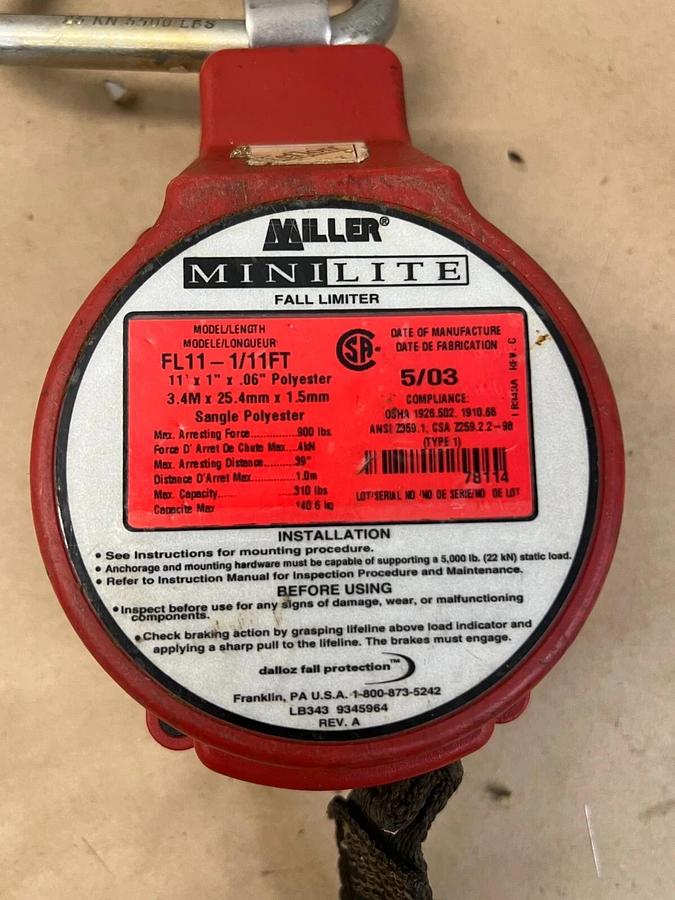 KN 5500 LBS
MILLER®
MINILITE
FALL LIMITER
MODEL/LENGTH
MODELE/LONGUEUR
FL11-1/11FT
11' x 1" x .06" Polyester
3.4M x 25.4mm x 1.5mm
Sangle Polyester
Max. Arresting Force..............900 lbs.
Force D' Arret De Chute Max....4kN
Max. Arresting Distance..........39"
Distance D'Arret Max..............1.0m
Max. Capacity.......................310 lbs
Capacite Max 140.6 kg
CSA
DATE OF MANUFACTURE
DATE DE FABRICATION
5/03
COMPLIANCE:
OSHA 1926.502, 1910.66
ANSI Z359.1, CSA Z259.2.2-98
(TYPE 1)
78114
LOT/SERIAL NO /NO DE SERIE/NO DE LOT
REV. C
INSTALLATION
• See Instructions for mounting procedure.
• Anchorage and mounting hardware must be capable of supporting a 5,000 lb. (22 kN) static load.
• Refer to Instruction Manual for Inspection Procedure and Maintenance.
BEFORE USING
• Inspect before use for any signs of damage, wear, or malfunctioning
components.
• Check braking action by grasping lifeline above load indicator and
applying a sharp pull to the lifeline. The brakes must engage.
dalloz fall protection™
Franklin, PA U.S.A. 1-800-873-5242
LB343 9345964
REV. A